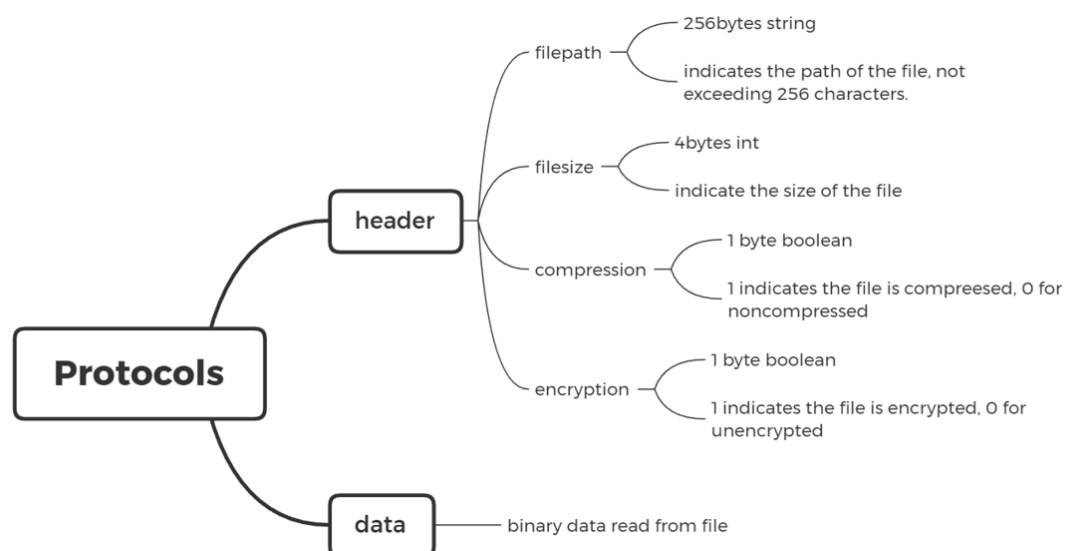 256bytes string
filepath
indicates the path of the file, not
exceeding 256 characters.
4bytes int
filesize
indicate the size of the file
header
1 byte boolean
compression
1 indicates the file is compreesed, 0 for
noncompressed
Protocols
1 byte boolean
encryption
1 indicates the file is encrypted, 0 for
unencrypted
data
binary data read from file